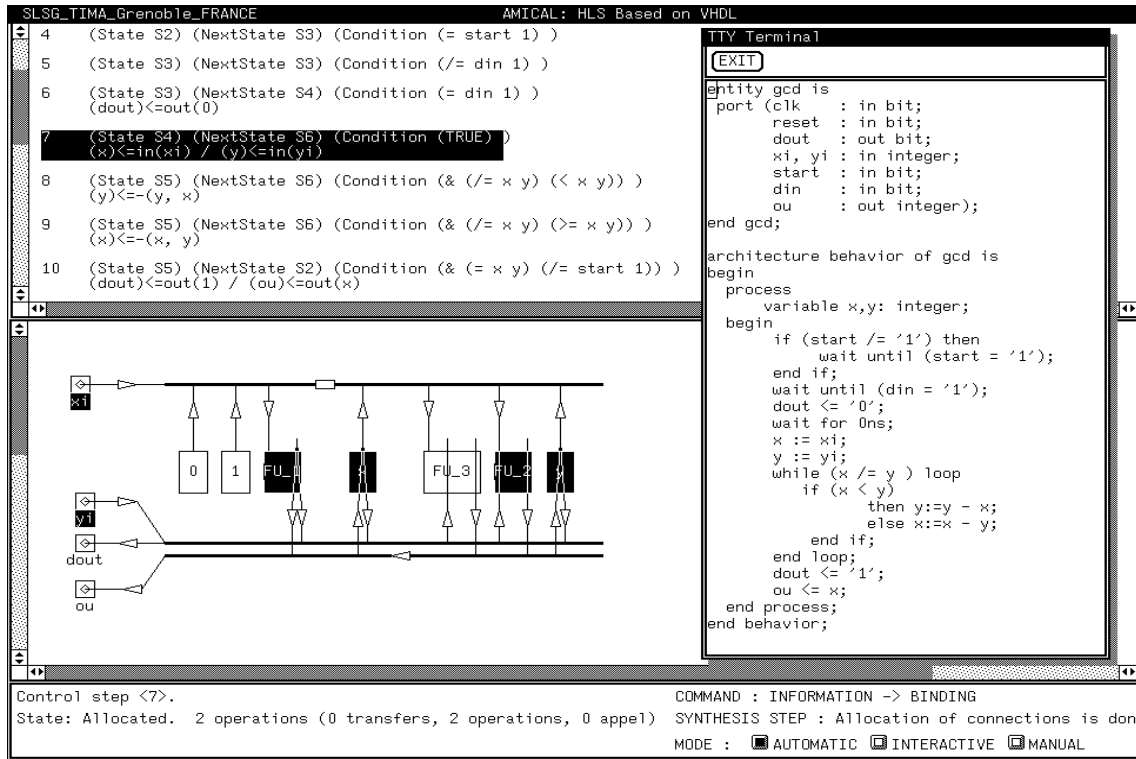 SLSG_TIMA_Grenoble_FRANCE AMICAL: HLS Based on VHDL
4 (State S2) (NextState S3) (Condition (= start 1) )
5 (State S3) (NextState S3) (Condition (/= din 1) )
6 (State S3) (NextState S4) (Condition (= din 1) )
(dout)<=out(0)
7 (State S4) (NextState S6) (Condition (TRUE) )
(x)<=in(xi) / (y)<=in(yi)
8 (State S5) (NextState S6) (Condition (& (/= x y) (< x y)) )
(y)<=-(y, x)
9 (State S5) (NextState S6) (Condition (& (/= x y) (>= x y)) )
(x)<=-(x, y)
10 (State S5) (NextState S2) (Condition (& (= x y) (/= start 1)) )
(dout)<=out(1) / (ou)<=out(x)
TTY Terminal
EXIT
entity gcd is
port (clk : in bit;
reset : in bit;
dout : out bit;
xi, yi : in integer;
start : in bit;
din : in bit;
ou : out integer);
end gcd;
architecture behavior of gcd is
begin
process
variable x,y: integer;
begin
if (start /= '1') then
wait until (start = '1');
end if;
wait until (din = '1');
dout <= '0';
wait for 0ns;
x := xi;
y := yi;
while (x /= y ) loop
if (x < y)
then y:=y - x;
else x:=x - y;
end if;
end loop;
dout <= '1';
ou <= x;
end process;
end behavior;
xi
0 1 FU_3 FU_2
yi
dout
ou
Control step <7>.
State: Allocated. 2 operations (0 transfers, 2 operations, 0 appel)
COMMAND : INFORMATION -> BINDING
SYNTHESIS STEP : Allocation of connections is don
MODE : AUTOMATIC INTERACTIVE MANUAL